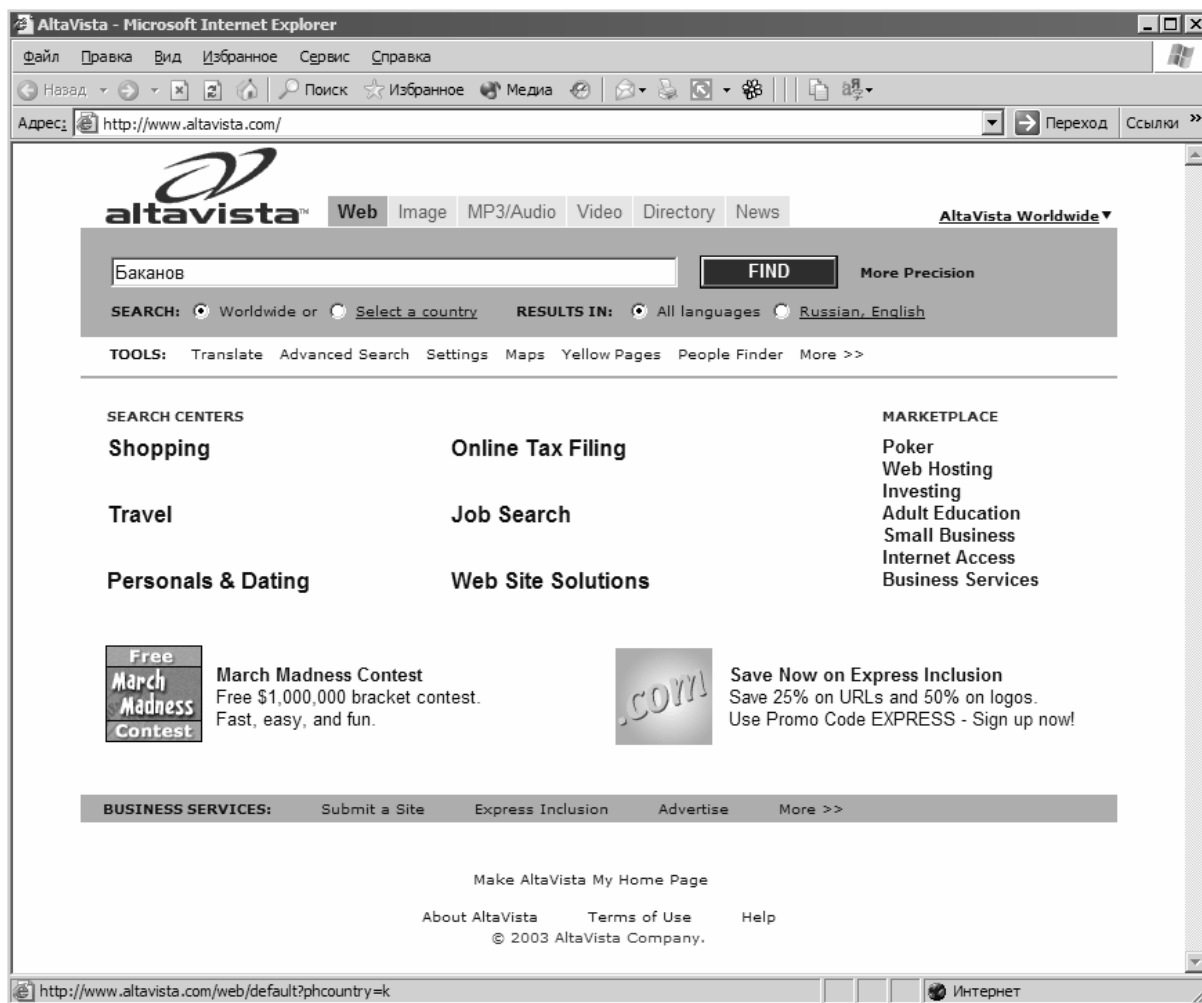 AltaVista - Microsoft Internet Explorer
Файл Правка Вид Избранное Сервис Справка
Назад Поиск Избранное Медиа
Адрес: http://www.altavista.com/ Переход Ссылки »
altavista™ Web Image MP3/Audio Video Directory News AltaVista Worldwide
Баканов FIND More Precision
SEARCH: Worldwide or Select a country RESULTS IN: All languages Russian, English
TOOLS: Translate Advanced Search Settings Maps Yellow Pages People Finder More >>
SEARCH CENTERS MARKETPLACE
Shopping Online Tax Filing Poker
Web Hosting
Investing
Travel Job Search Adult Education
Small Business
Internet Access
Personals & Dating Web Site Solutions Business Services
Free
March
Madness
Contest
March Madness Contest
Free $1,000,000 bracket contest.
Fast, easy, and fun.
.com
Save Now on Express Inclusion
Save 25% on URLs and 50% on logos.
Use Promo Code EXPRESS - Sign up now!
BUSINESS SERVICES: Submit a Site Express Inclusion Advertise More >>
Make AltaVista My Home Page
About AltaVista Terms of Use Help
© 2003 AltaVista Company.
http://www.altavista.com/web/default?phcountry=k Интернет